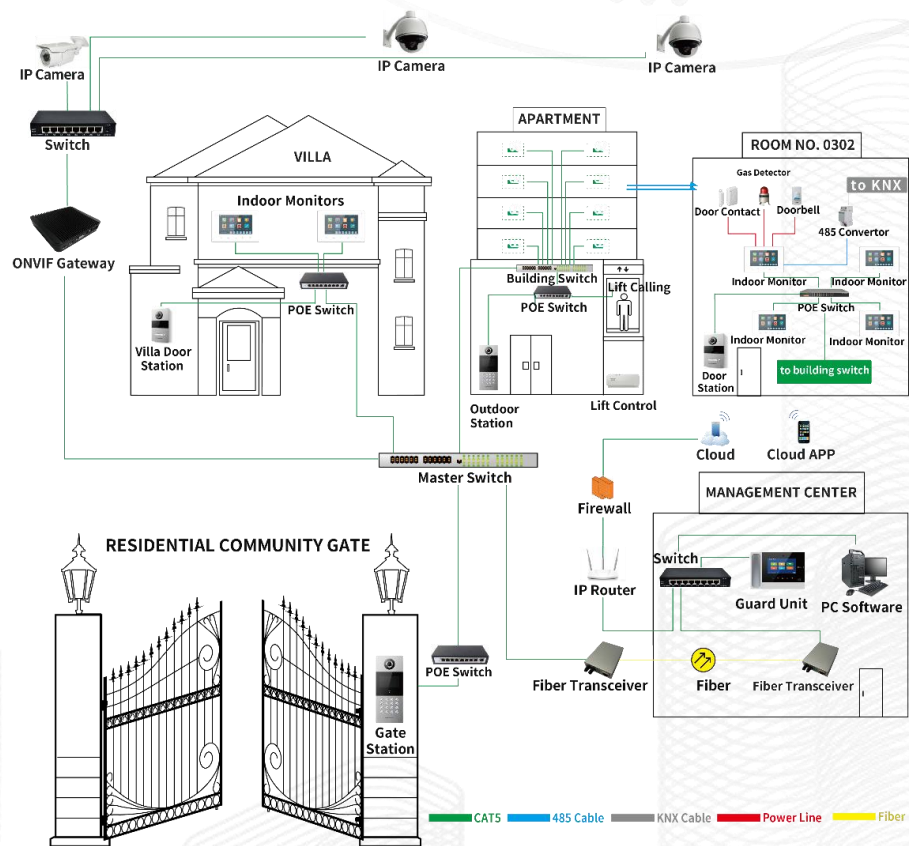 IP Camera
IP Camera
IP Camera
Switch
ONVIF Gateway
VILLA
Indoor Monitors
POE Switch
Villa Door
Station
APARTMENT
Building Switch
Lift Calling
POE Switch
Outdoor
Station
Lift Control
ROOM NO. 0302
Gas Detector
to KNX
Door Contact
Doorbell
485 Convertor
Indoor Monitor
Indoor Monitor
POE Switch
Indoor Monitor
Indoor Monitor
Door
Station
to building switch
Master Switch
Cloud
Cloud APP
Firewall
IP Router
MANAGEMENT CENTER
Switch
Guard Unit
PC Software
Fiber Transceiver
Fiber
Fiber Transceiver
RESIDENTIAL COMMUNITY GATE
POE Switch
Gate
Station
CAT5
485 Cable
KNX Cable
Power Line
Fiber